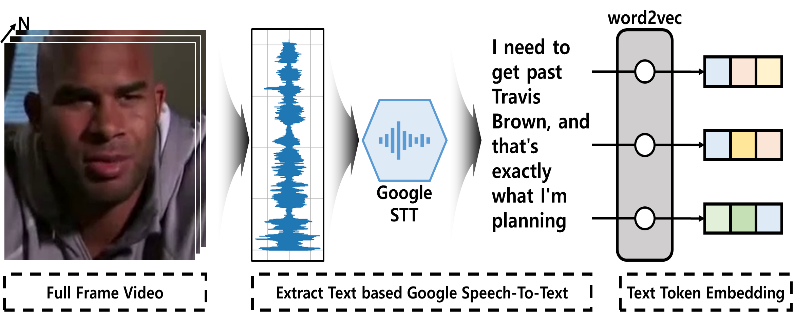 N
word2vec
I need to
get past
Travis
Brown, and
that's
exactly
what I'm
planning
Google
STT
Full Frame Video
Extract Text based Google Speech-To-Text
Text Token Embedding